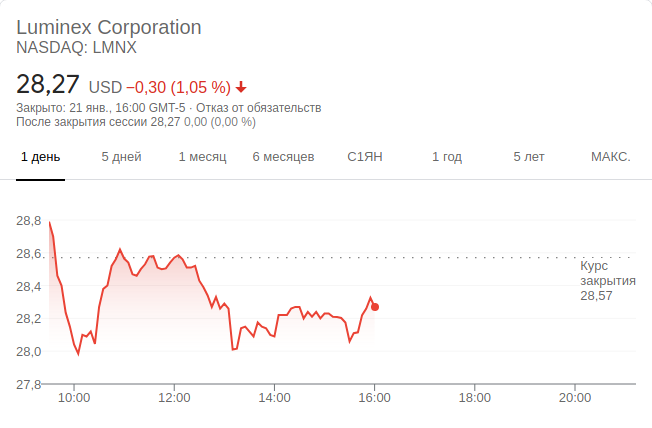 Luminex Corporation
NASDAQ: LMNX
28,27 USD −0,30 (1,05 %)
Закрыто: 21 янв., 16:00 GMT-5 · Отказ от обязательств
После закрытия сессии 28,27 0,00 (0,00 %)
1 день 5 дней 1 месяц 6 месяцев С1ЯН 1 год 5 лет МАКС.
28,8
28,6
Курс
закрытия
28,57
28,4
28,2
28,0
27,8
10:00 12:00 14:00 16:00 18:00 20:00